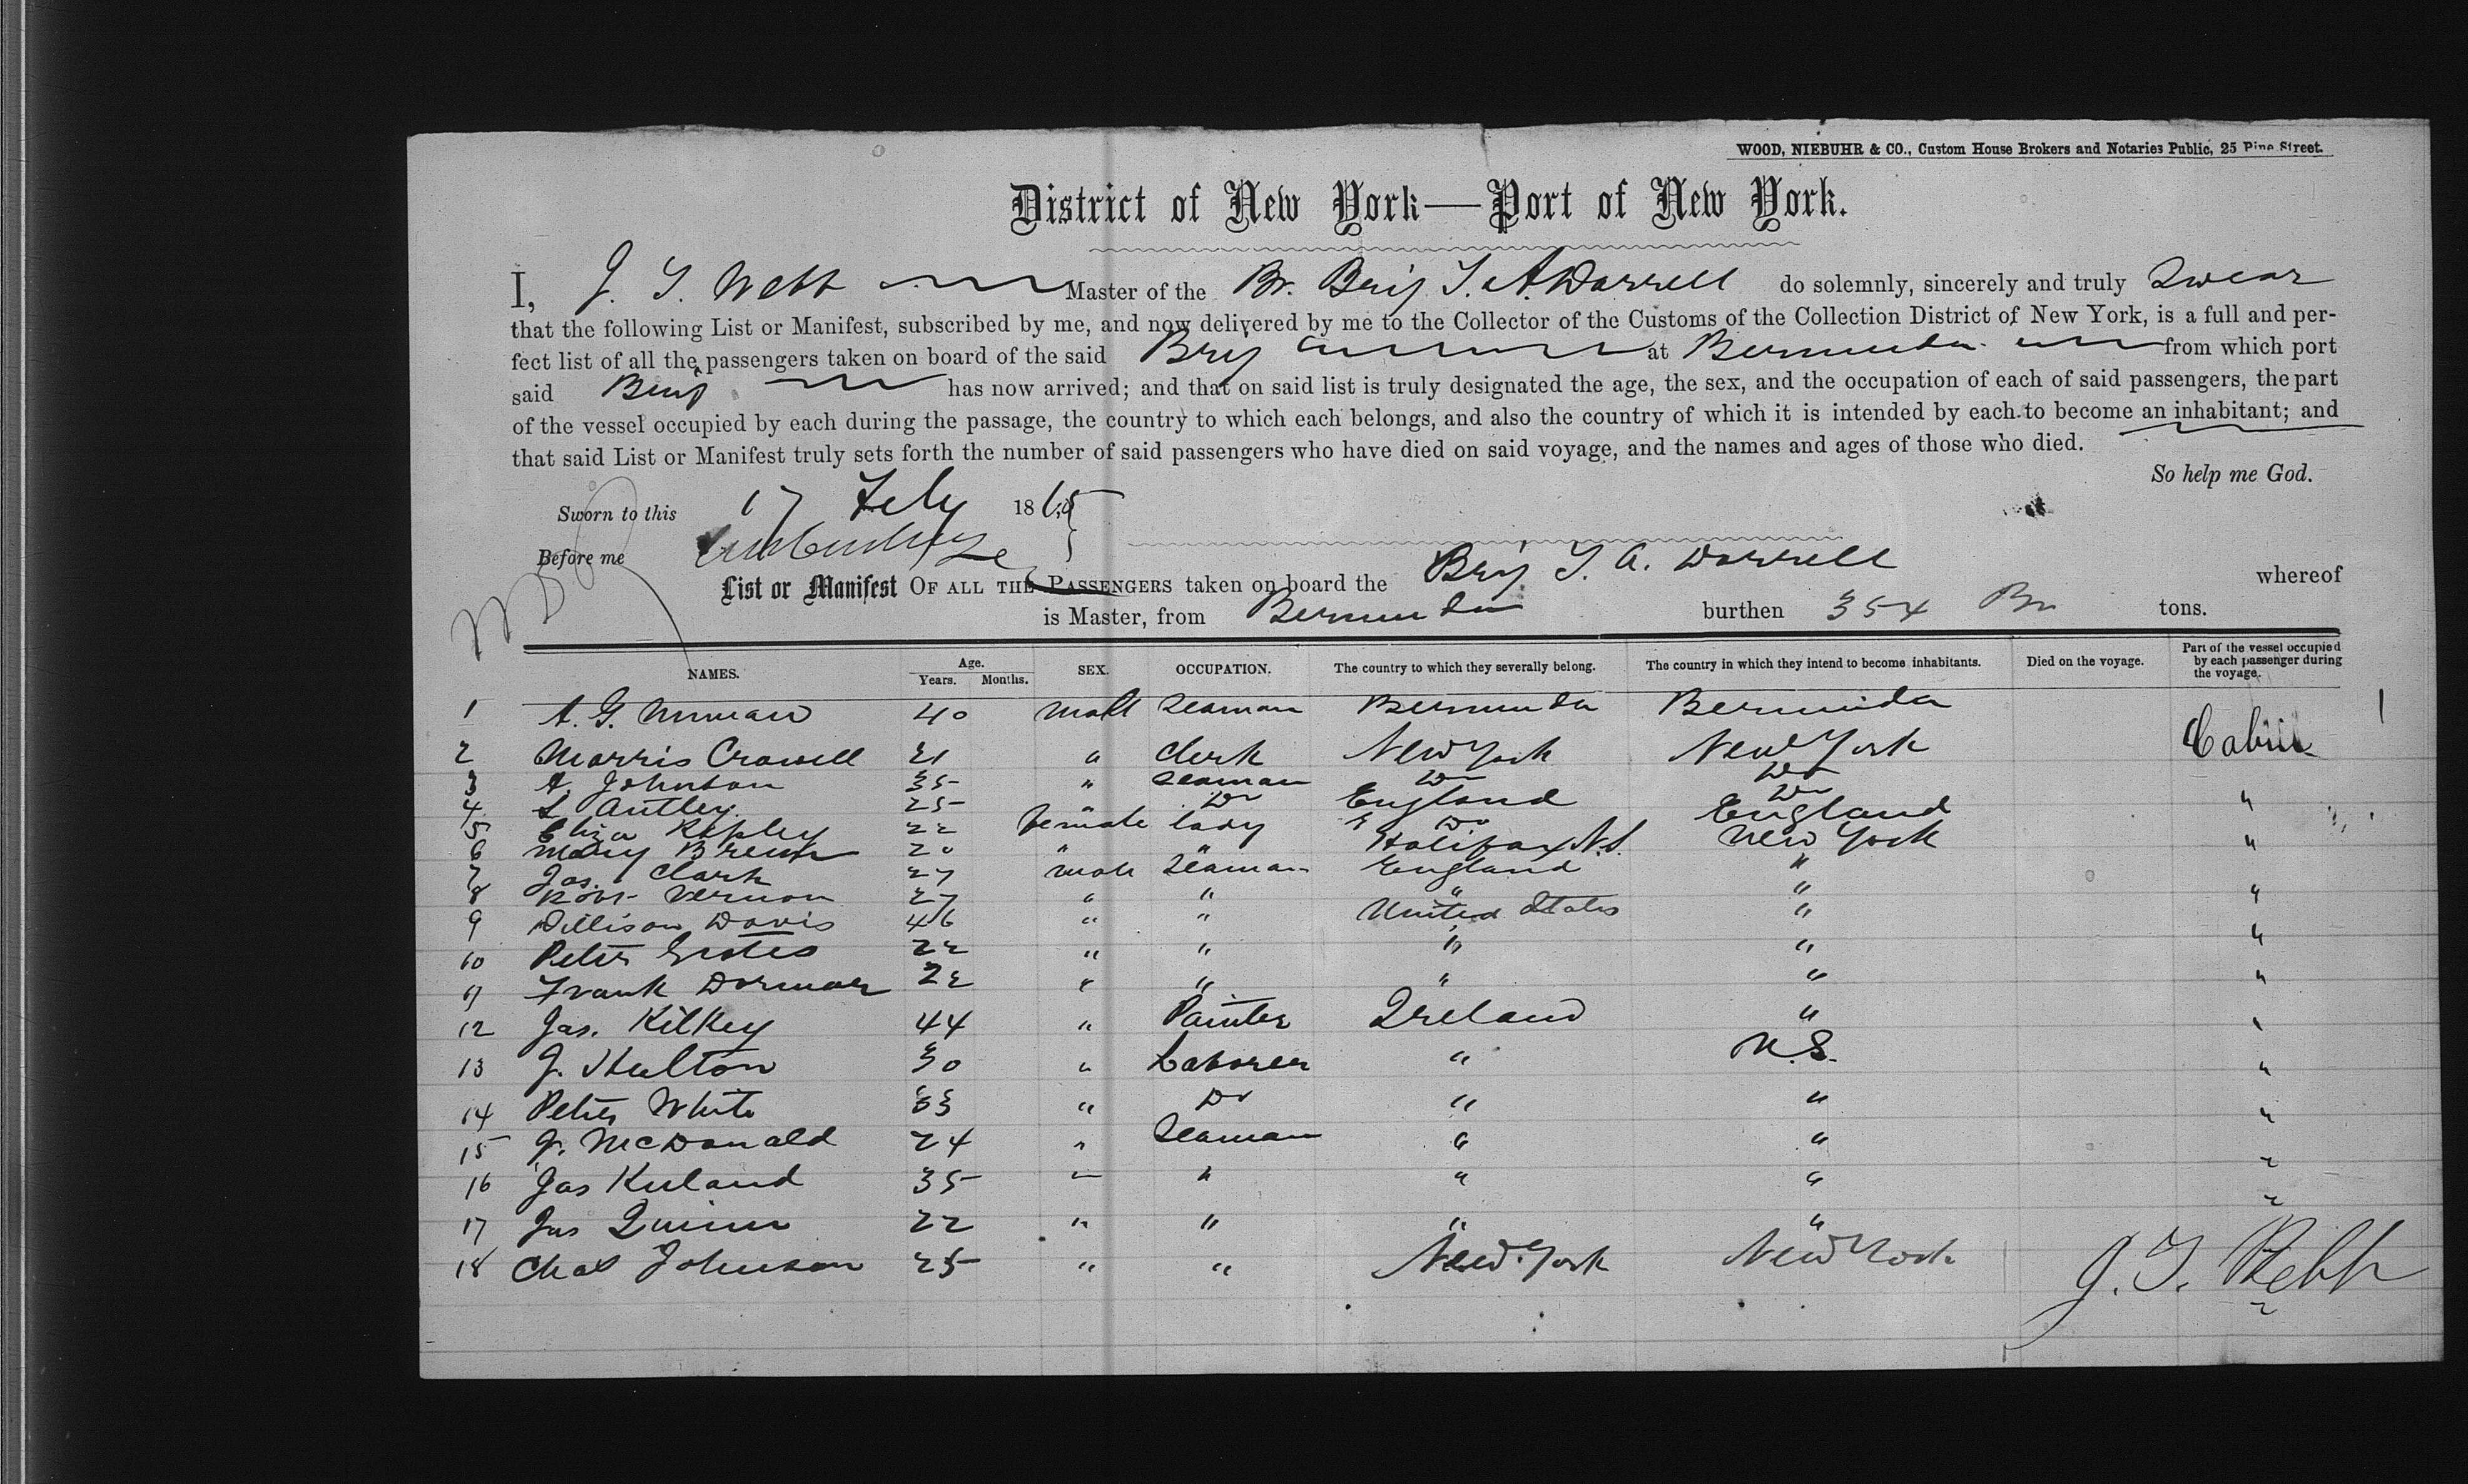 WOOD, NIEBUHR & CO., Custom House Brokers and Notaries Public, 25 Pine Street.
District of New York—Port of New York.
I, J. T. Webb Master of the Br. Brig T. A. Darrell do solemnly, sincerely and truly Swear
that the following List or Manifest, subscribed by me, and now delivered by me to the Collector of the Customs of the Collection District of New York, is a full and per-
fect list of all the passengers taken on board of the said Brig at Bermuda from which port
said Brig has now arrived; and that on said list is truly designated the age, the sex, and the occupation of each of said passengers, the part
of the vessel occupied by each during the passage, the country to which each belongs, and also the country of which it is intended by each to become an inhabitant; and
that said List or Manifest truly sets forth the number of said passengers who have died on said voyage, and the names and ages of those who died.
So help me God.
Sworn to this 17 Feby 1865
Before me
List or Manifest OF ALL THE PASSENGERS taken on board the Brig T. A. Darrell whereof
is Master, from Bermuda burthen 354 Br tons.
NAMES. Age. Years. Months. SEX. OCCUPATION. The country to which they severally belong. The country in which they intend to become inhabitants. Died on the voyage. Part of the vessel occupied by each passenger during the voyage.
1 A. G. 40 Male Seaman Bermuda Bermuda 1
2 Morris Crowell 21 " Clerk New York New York Cabin
3 A. Johnson 35 " Seaman Do Do
4 L Antley 25 " Do England Do "
5 Eliza Ripley 22 Female lady " Do England
6 Mary Brown 20 " " Halifax N.S. New York "
7 Jas. Clark 27 Male Seaman England "
8 Robt Vernon 27 " " " " "
9 Dillison Davis 46 " " United States "
10 Peter 22 " " " " "
11 Frank Dorman 22 " " " " "
12 Jas. Kilkey 44 " Painter Ireland " "
13 J. Hulton 30 " Laborer " U.S. "
14 Peter White 33 " Do " " "
15 J. McDonald 24 " Seaman " " "
16 Jas 35 " " " " "
17 Jas Quinn 22 " " " "
18 Chas Johnson 25 " " New York New York "
J. T. Webb